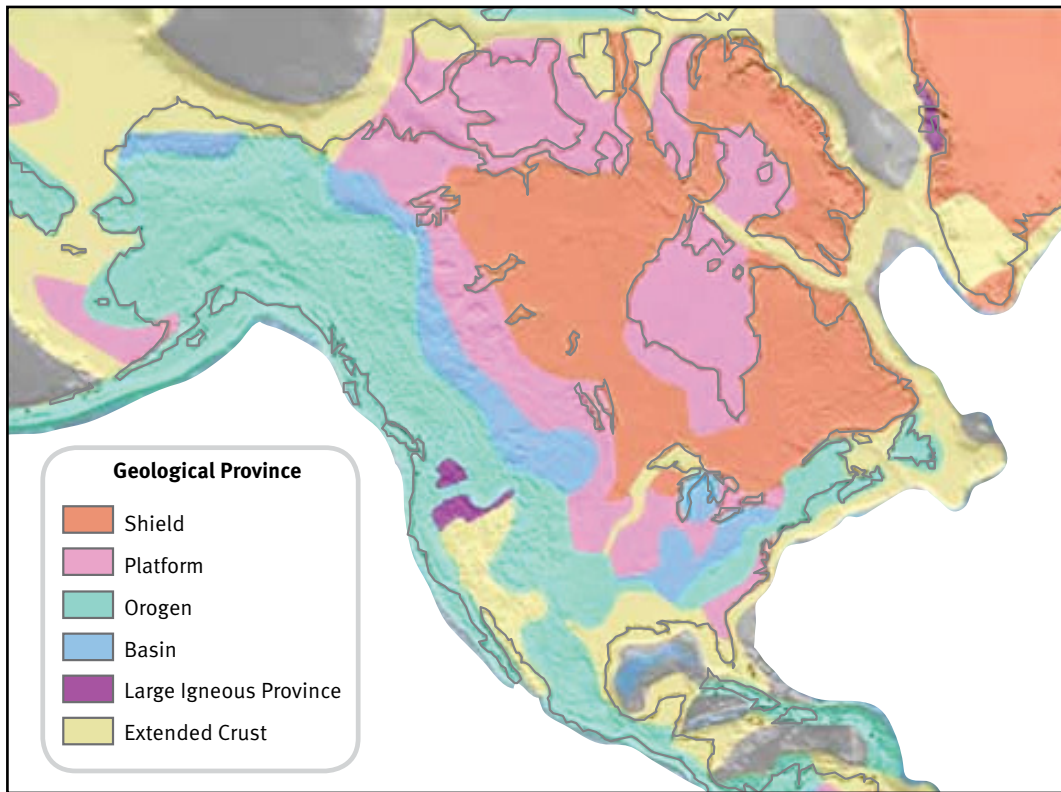 Geological Province
Shield
Platform
Orogen
Basin
Large Igneous Province
Extended Crust